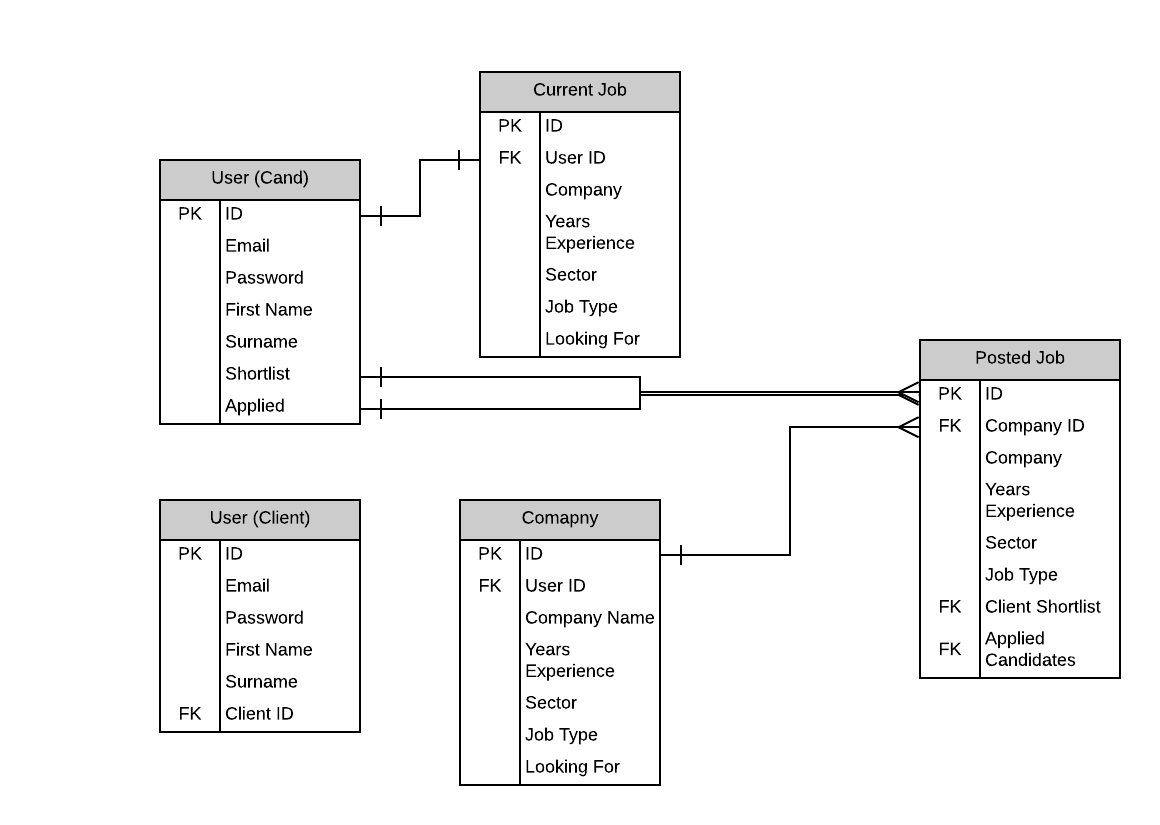 Current Job
PK ID
FK User ID
Company
Years
Experience
Sector
Job Type
Looking For
User (Cand)
PK ID
Email
Password
First Name
Surname
Shortlist
Applied
Posted Job
PK ID
FK Company ID
Company
Years
Experience
Sector
Job Type
FK Client Shortlist
FK Applied
Candidates
User (Client)
PK ID
Email
Password
First Name
Surname
FK Client ID
Comapny
PK ID
FK User ID
Company Name
Years
Experience
Sector
Job Type
Looking For